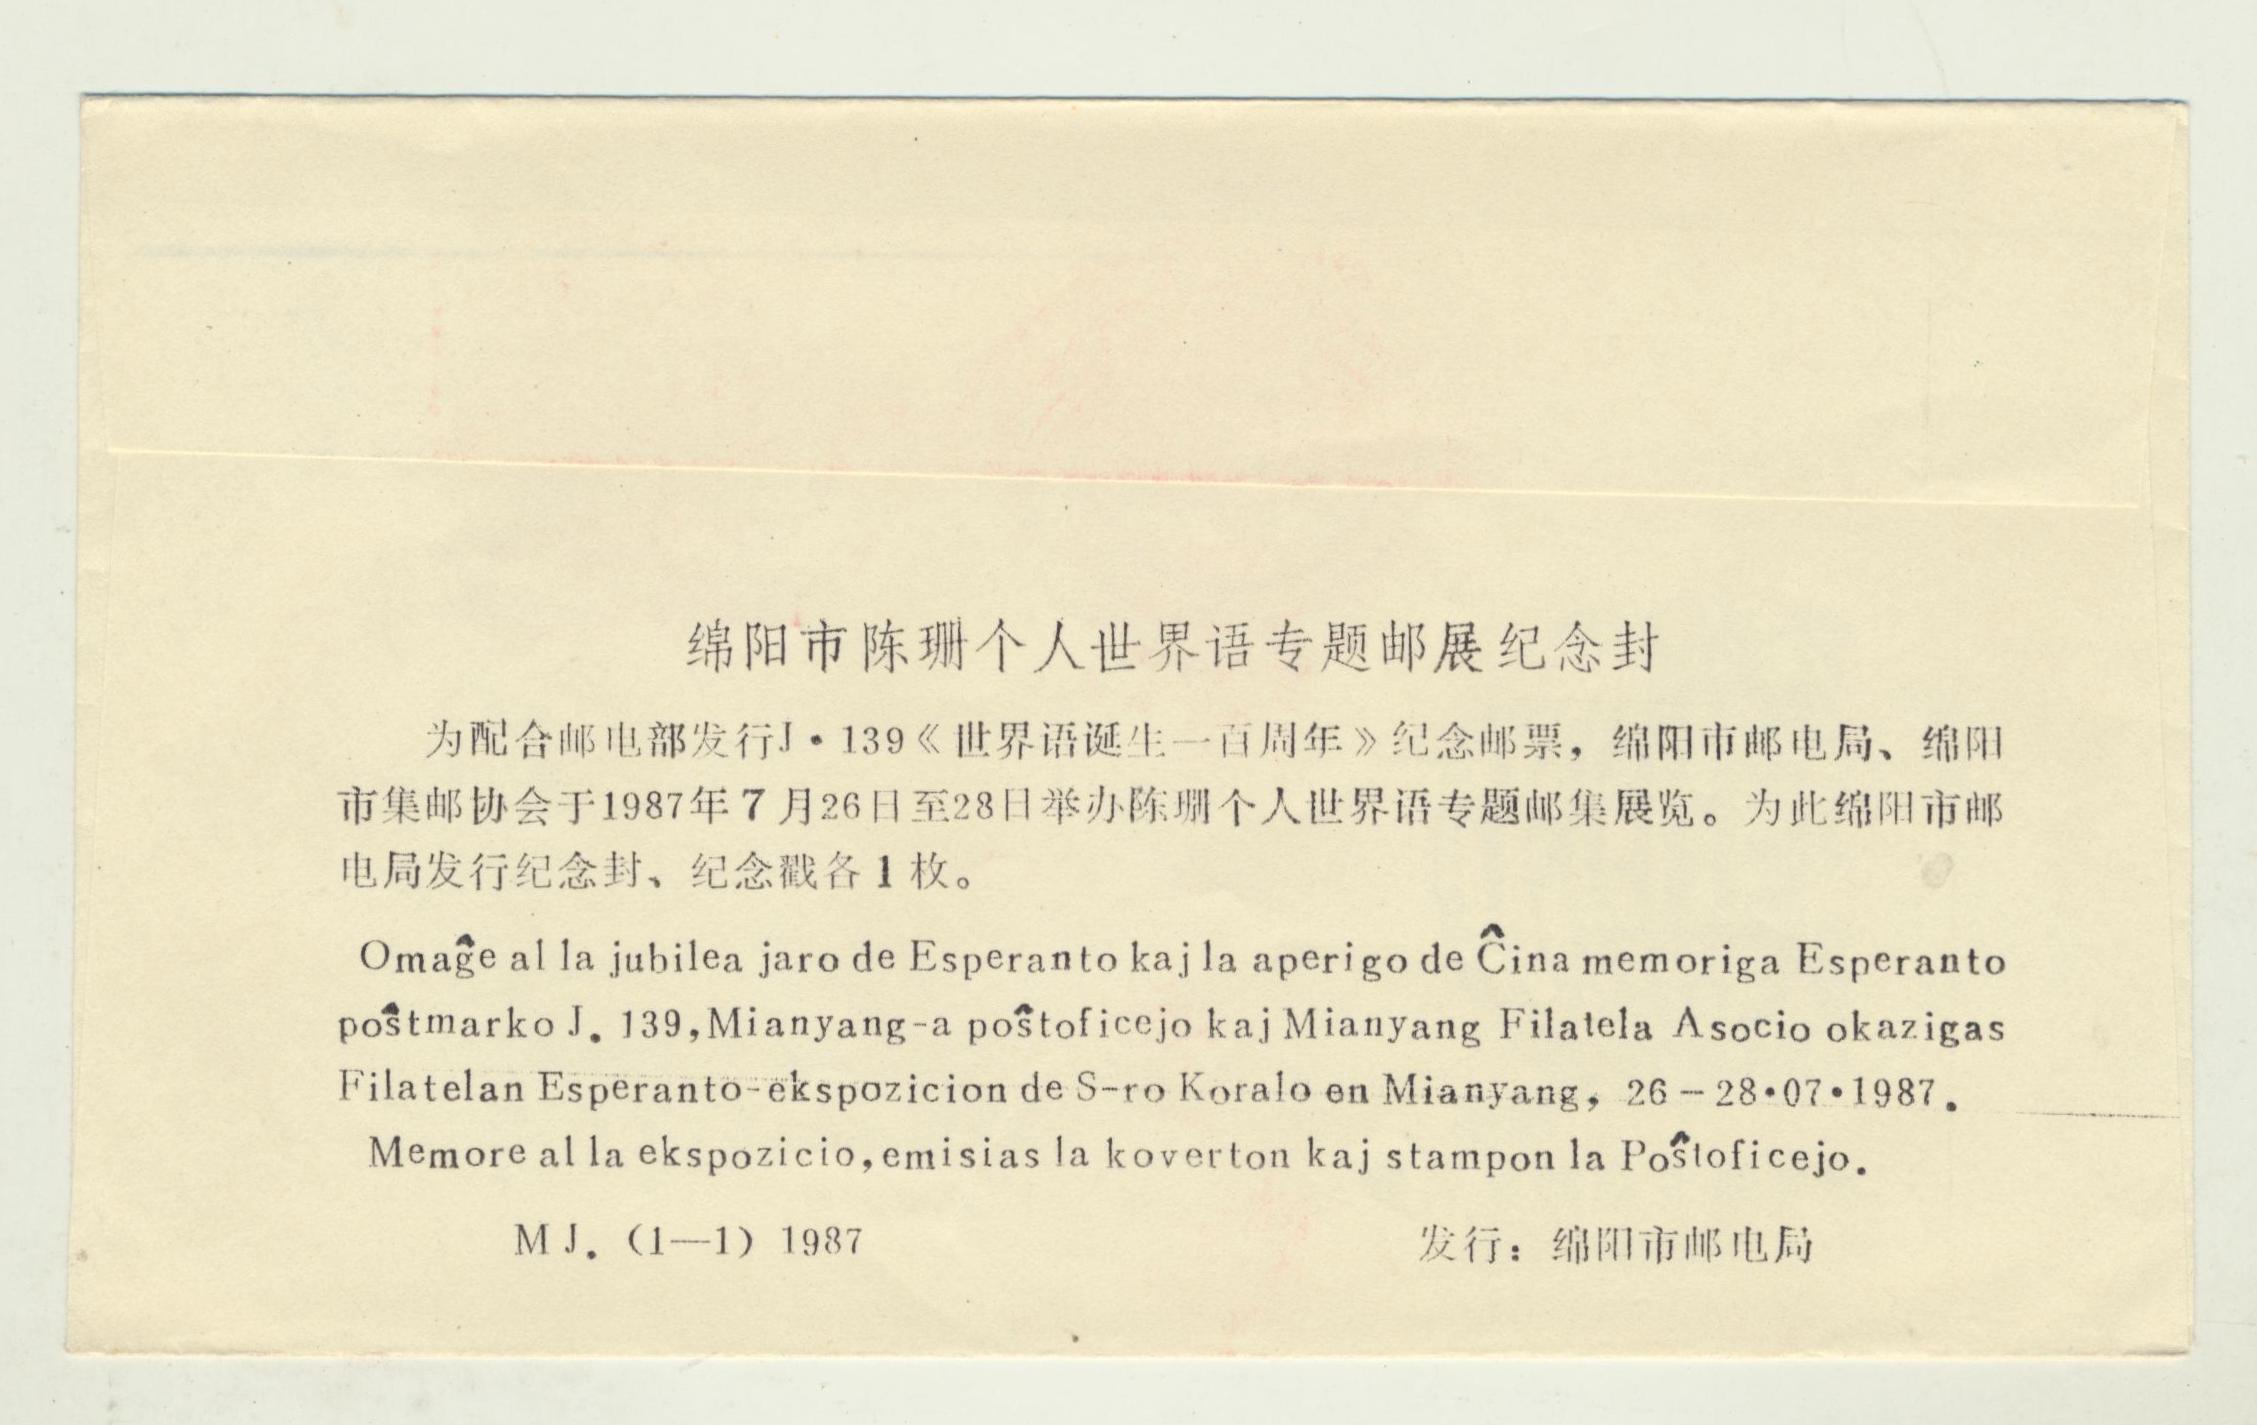 绵阳市陈珊个人世界语专题邮展纪念封
为配合邮电部发行J·139《世界语诞生一百周年》纪念邮票，绵阳市邮电局、绵阳
市集邮协会于1987年7月26日至28日举办陈珊个人世界语专题邮集展览。为此绵阳市邮
电局发行纪念封、纪念戳各1枚。
Omaĝe al la jubilea jaro de Esperanto kaj la aperigo de Ĉina memoriga Esperanto
poŝtmarko J. 139,Mianyang-a poŝtoficejo kaj Mianyang Filatela Asocio okazigas
Filatelan Esperanto-ekspozicion de S-ro Koralo en Mianyang, 26-28·07·1987.
Memore al la ekspozicio,emisias la koverton kaj stampon la Poŝtoficejo.
MJ. (1—1) 1987 发行：绵阳市邮电局